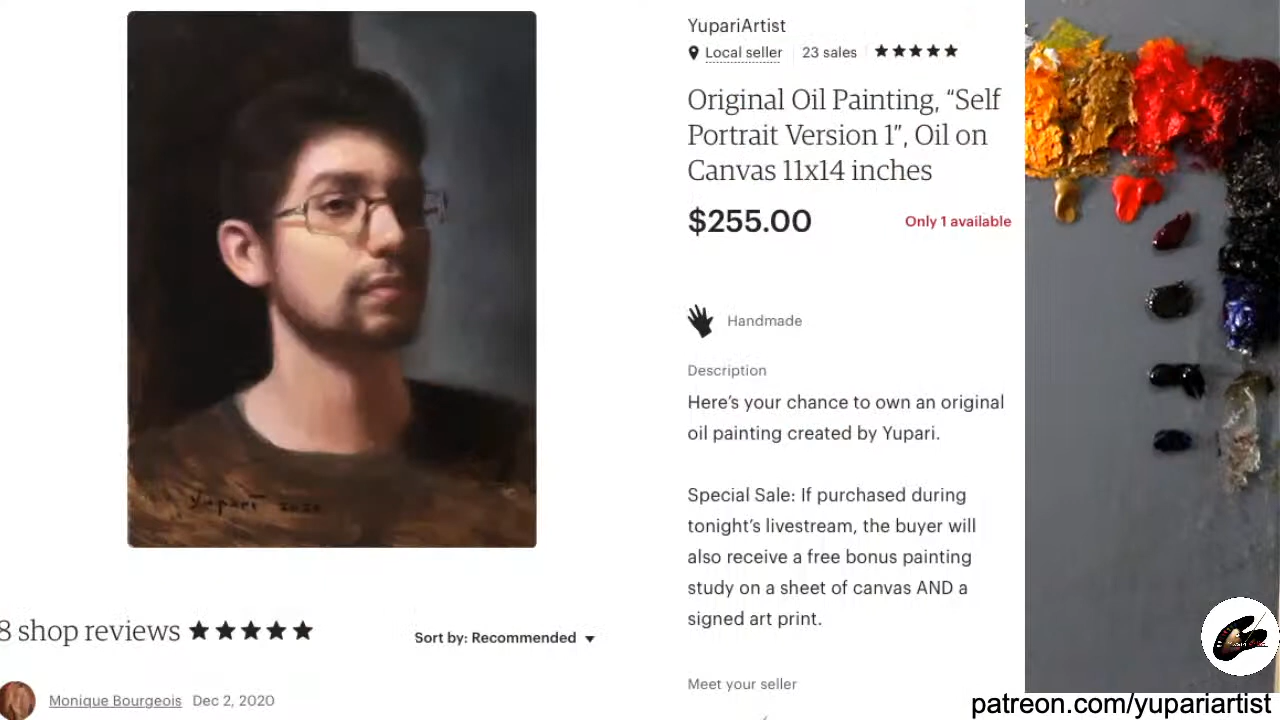 YupariArtist
Local seller 23 sales
Original Oil Painting, “Self
Portrait Version 1”, Oil on
Canvas 11x14 inches
$255.00 Only 1 available
Handmade
Description
Here’s your chance to own an original
oil painting created by Yupari.
Special Sale: If purchased during
tonight’s livestream, the buyer will
also receive a free bonus painting
study on a sheet of canvas AND a
signed art print.
Meet your seller
Yupari 2020
8 shop reviews
Sort by: Recommended
Monique Bourgeois Dec 2, 2020
patreon.com/yupariartist